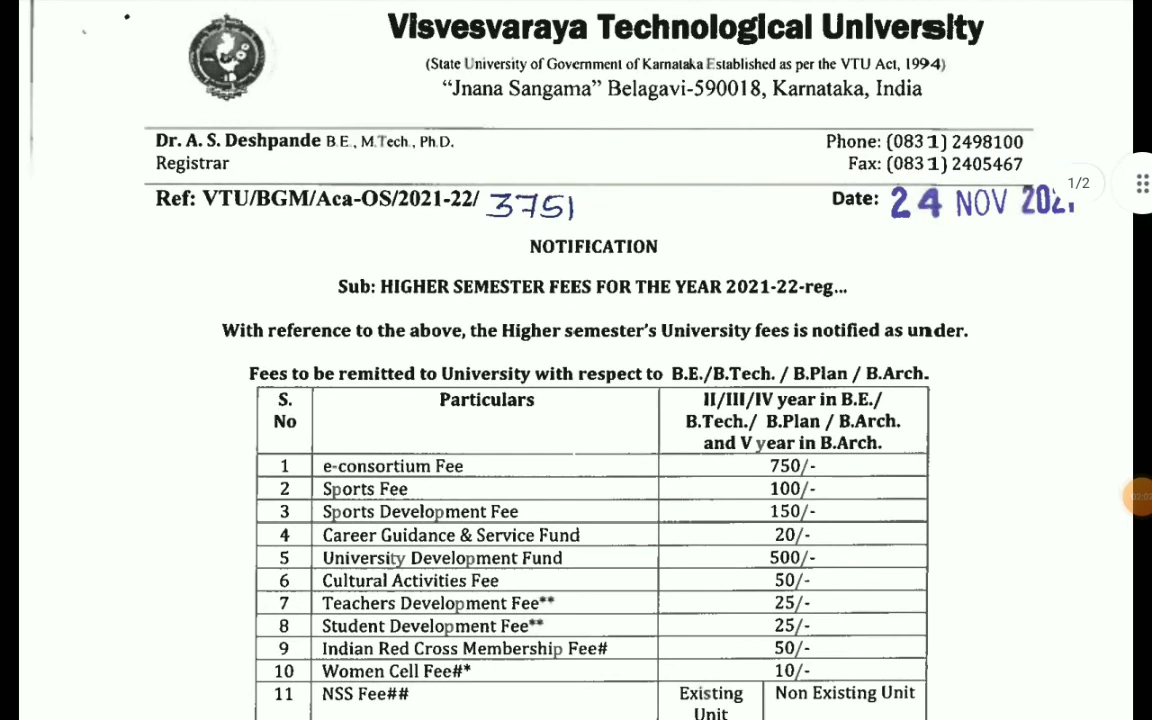 Visvesvaraya Technological University
(State University of Government of Karnataka Established as per the VTU Act, 1994)
“Jnana Sangama” Belagavi-590018, Karnataka, India
Dr. A. S. Deshpande B.E., M.Tech., Ph.D.
Phone: (0831) 2498100
Registrar
Fax: (0831) 2405467
Ref: VTU/BGM/Aca-OS/2021-22/ 3751
Date: 24 NOV 2021
1/2
NOTIFICATION
Sub: HIGHER SEMESTER FEES FOR THE YEAR 2021-22-reg...
With reference to the above, the Higher semester's University fees is notified as under.
Fees to be remitted to University with respect to B.E./B.Tech. / B.Plan / B.Arch.
S. No Particulars II/III/IV year in B.E./
B.Tech./ B.Plan / B.Arch.
and V year in B.Arch.
1 e-consortium Fee 750/-
2 Sports Fee 100/-
3 Sports Development Fee 150/-
4 Career Guidance & Service Fund 20/-
5 University Development Fund 500/-
6 Cultural Activities Fee 50/-
7 Teachers Development Fee** 25/-
8 Student Development Fee** 25/-
9 Indian Red Cross Membership Fee# 50/-
10 Women Cell Fee#* 10/-
11 NSS Fee## Existing Unit Non Existing Unit